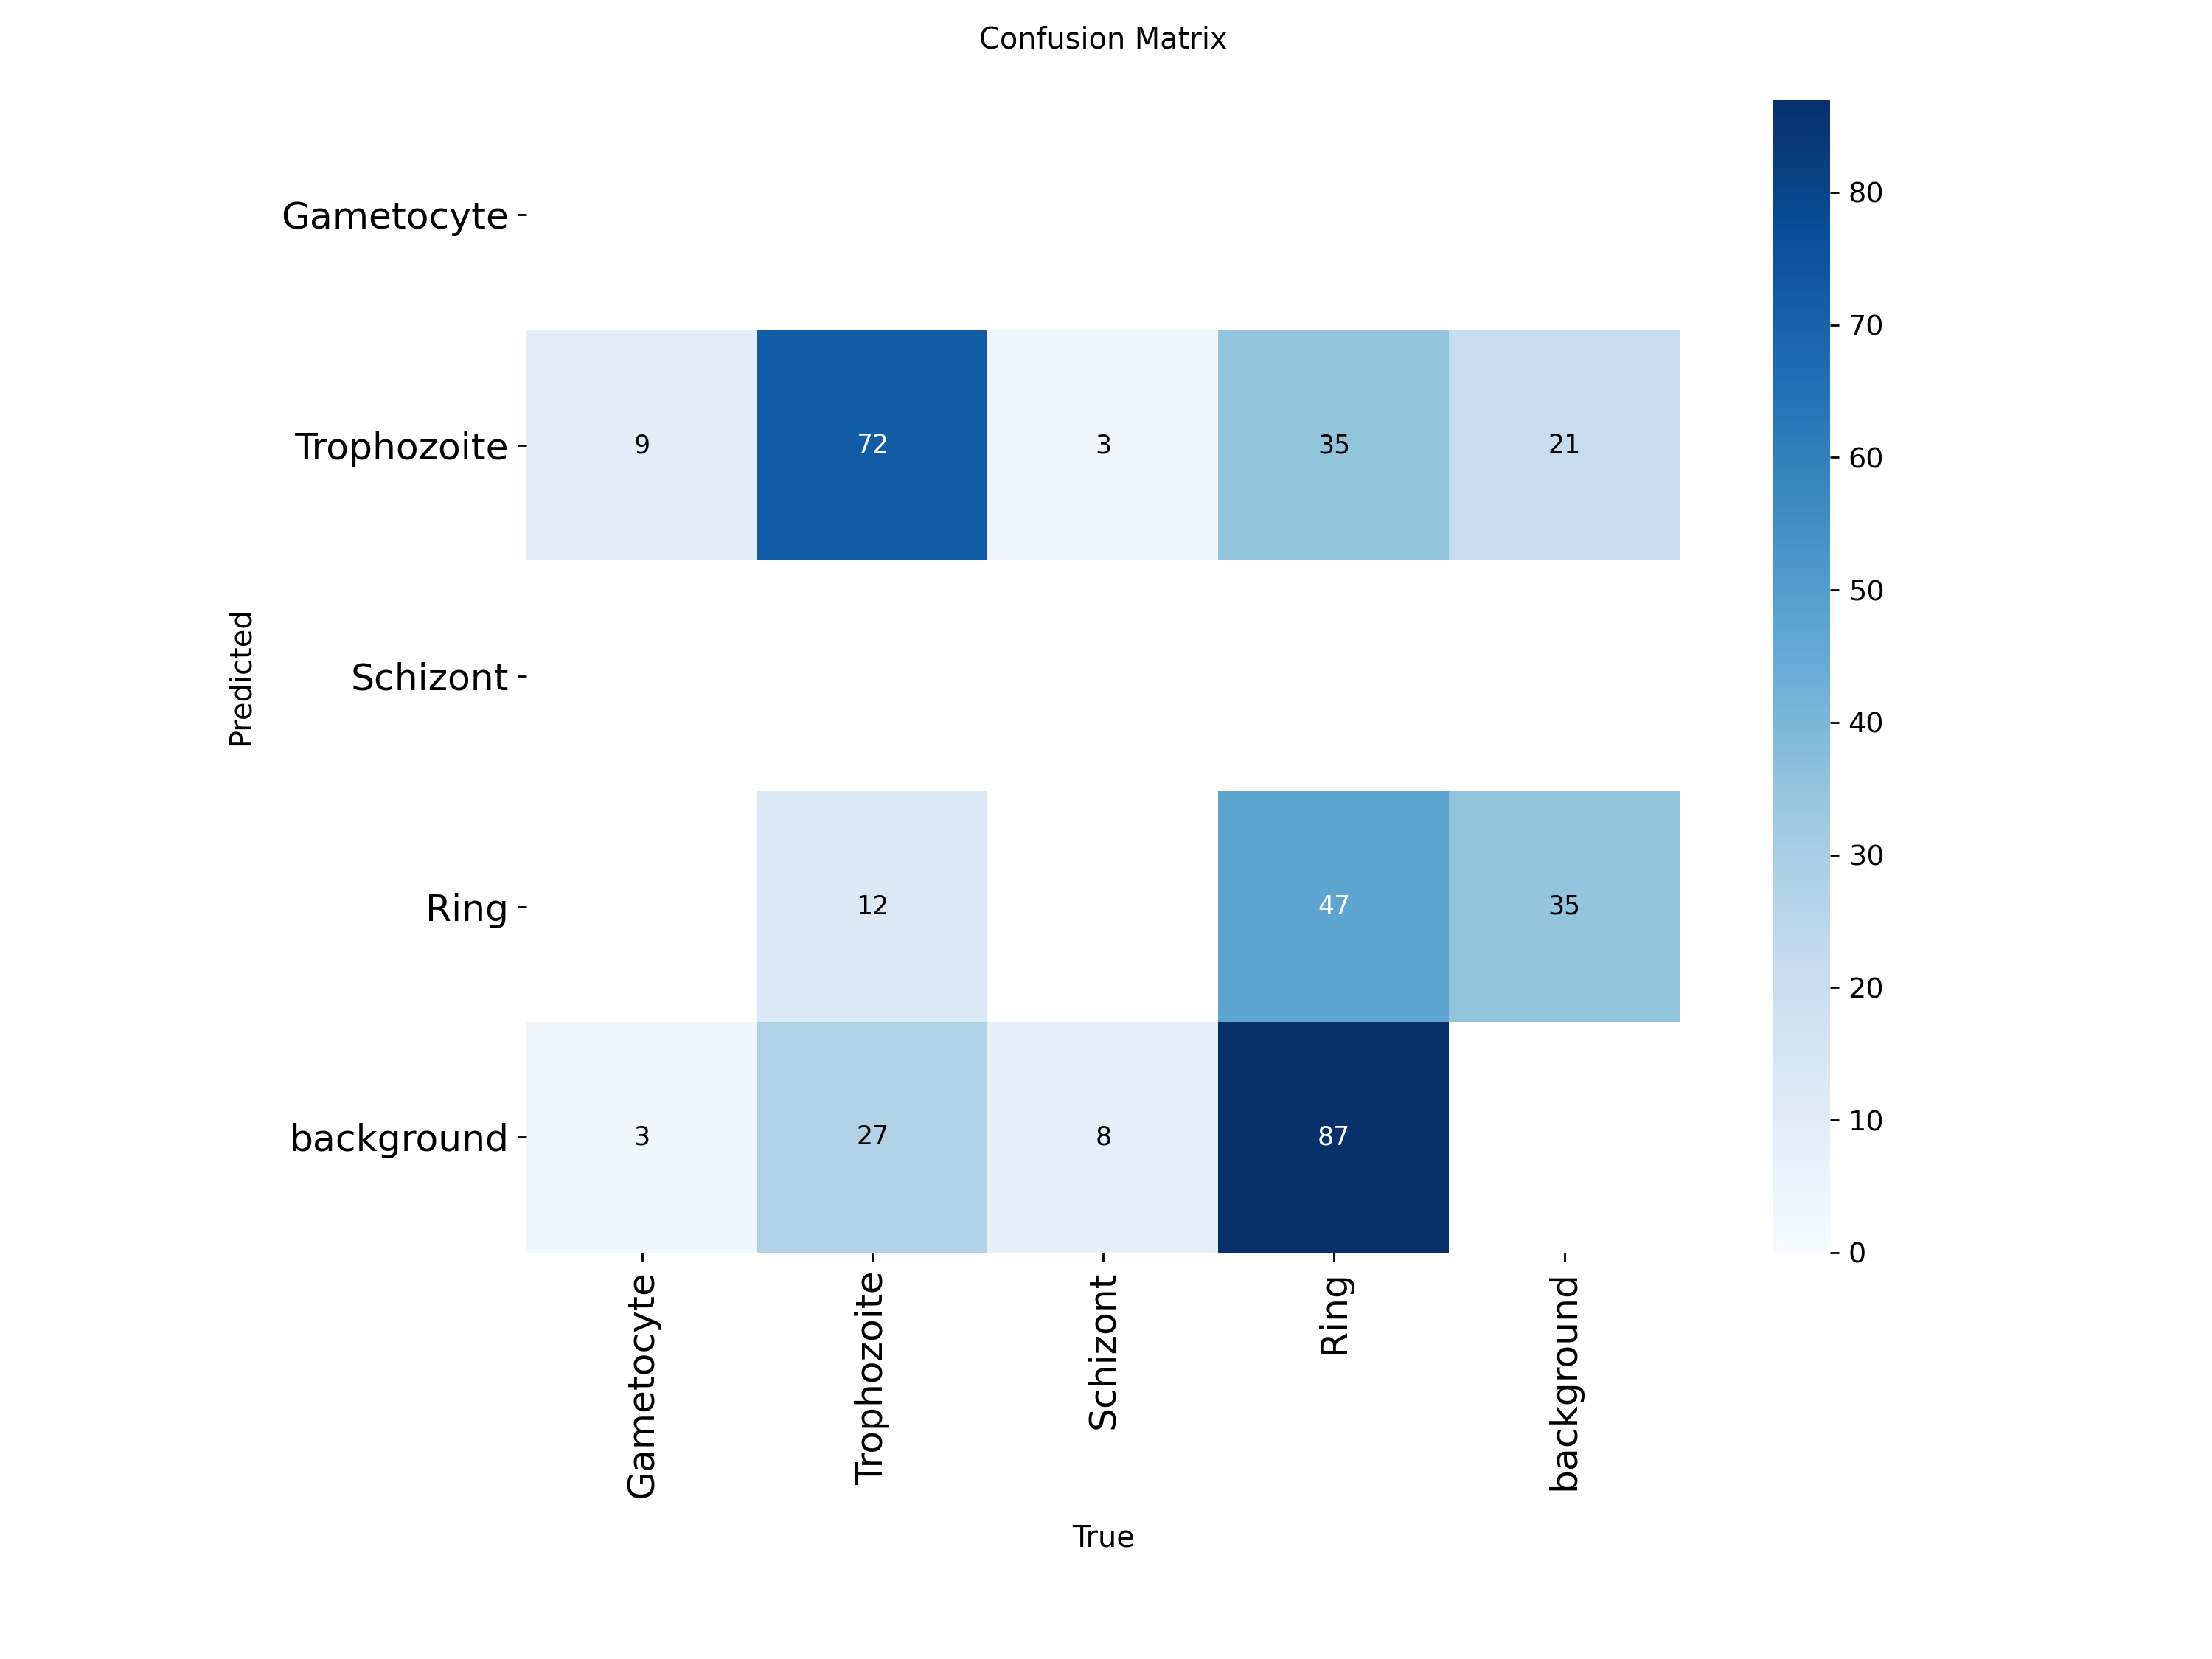 Confusion Matrix
Gametocyte
Trophozoite
Schizont
Ring
background
Predicted
9 72 3 35 21
12 47 35
3 27 8 87
Gametocyte
Trophozoite
Schizont
Ring
background
True
80
70
60
50
40
30
20
10
0